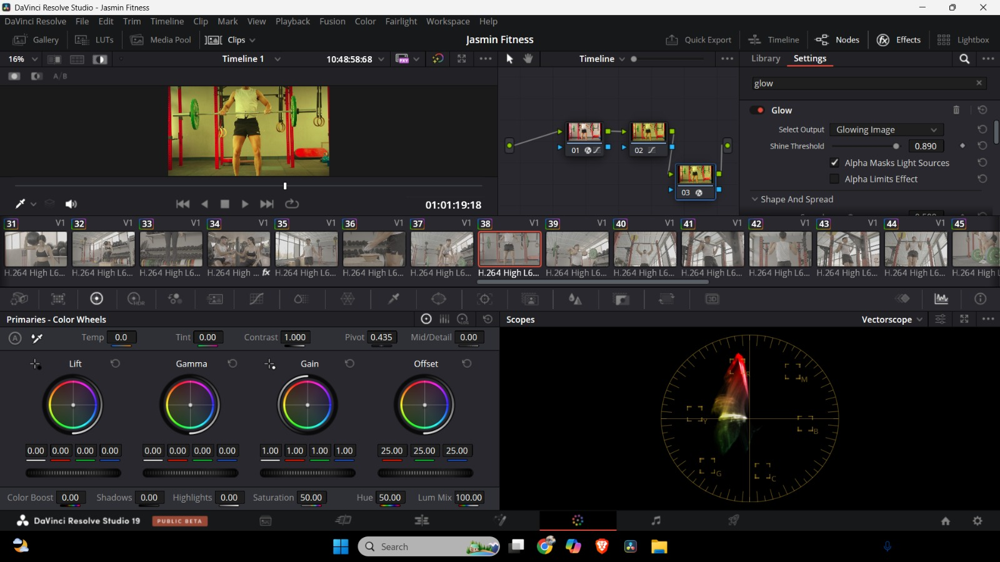 DaVinci Resolve Studio - Jasmin Fitness
DaVinci Resolve File Edit Trim Timeline Clip Mark View Playback Fusion Color Fairlight Workspace Help
Gallery LUTs Media Pool Clips Jasmin Fitness Quick Export Timeline Nodes Effects Lightbox
16% Timeline 1 10:48:58:68 PXY Timeline Library Settings
A/B
glow
Glow
Select Output Glowing Image
Shine Threshold 0.890
Alpha Masks Light Sources
Alpha Limits Effect
Shape And Spread
01 02
03
01:01:19:18
31 V1 32 V1 33 V1 34 V1 35 V1 36 V1 37 V1 38 V1 39 V1 40 V1 41 V1 42 V1 43 V1 44 V1 45
H.264 High L6... H.264 High L6... H.264 High L6... H.264 High ... fx H.264 High L6... H.264 High L6... H.264 High L6... H.264 High L6... H.264 High L6... H.264 High L6... H.264 High L6... H.264 High L6... H.264 High L6... H.264 High L6... H.264 High L
HDR 3D
Primaries - Color Wheels Scopes Vectorscope
A Temp 0.0 Tint 0.00 Contrast 1.000 Pivot 0.435 Mid/Detail 0.00
Lift Gamma Gain Offset
0.00 0.00 0.00 0.00 0.00 0.00 0.00 0.00 1.00 1.00 1.00 1.00 25.00 25.00 25.00
Color Boost 0.00 Shadows 0.00 Highlights 0.00 Saturation 50.00 Hue 50.00 Lum Mix 100.00
R
M
Y
B
G
C
DaVinci Resolve Studio 19 PUBLIC BETA
Search